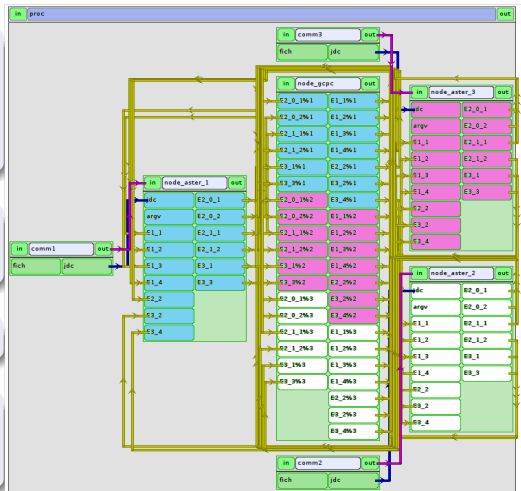 in proc out
in comm3 out
fich jdc
in node_gcpc out
E2_0_1%1 E1_1%1
E2_0_2%1 E1_2%1
E2_1_1%1 E1_3%1
E2_1_2%1 E1_4%1
E3_1%1 E2_2%1
E3_3%1 E3_2%1
E2_0_1%2 E3_4%1
E2_0_2%2 E1_1%2
E2_1_1%2 E1_2%2
E2_1_2%2 E1_3%2
E3_1%2 E1_4%2
E3_3%2 E2_2%2
E2_0_1%3 E3_2%2
E2_0_2%3 E3_4%2
E2_1_1%3 E1_1%3
E2_1_2%3 E1_2%3
E3_1%3 E1_3%3
E3_3%3 E1_4%3
E2_2%3
E3_2%3
E3_4%3
in node_aster_3 out
jdc E2_0_1
argv E2_0_2
E1_1 E2_1_1
E1_2 E2_1_2
E1_3 E3_1
E1_4 E3_3
E2_2
E3_2
E3_4
in node_aster_1 out
jdc E2_0_1
argv E2_0_2
E1_1 E2_1_1
E1_2 E2_1_2
E1_3 E3_1
E1_4 E3_3
E2_2
E3_2
E3_4
in comm1 out
fich jdc
in node_aster_2 out
jdc E2_0_1
argv E2_0_2
E1_1 E2_1_1
E1_2 E2_1_2
E1_3 E3_1
E1_4 E3_3
E2_2
E3_2
E3_4
in comm2 out
fich jdc